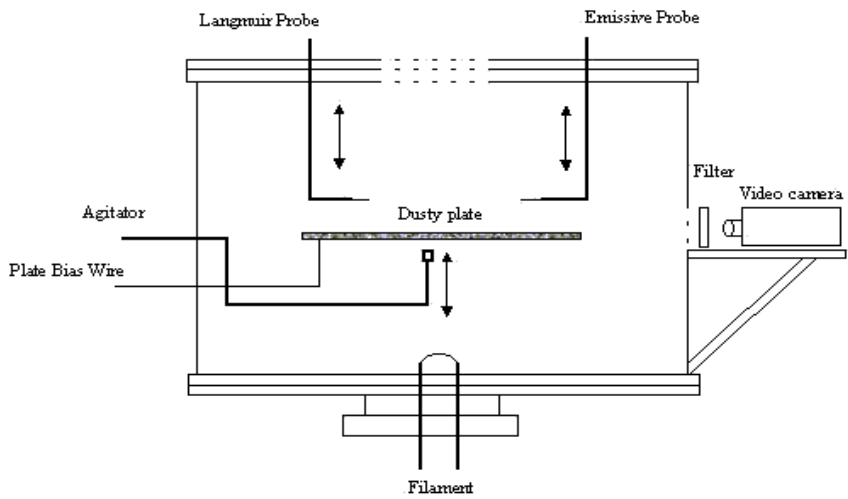 Langmuir Probe
Emissive Probe
Filter
Video camera
Agitator
Dusty plate
Plate Bias Wire
Filament